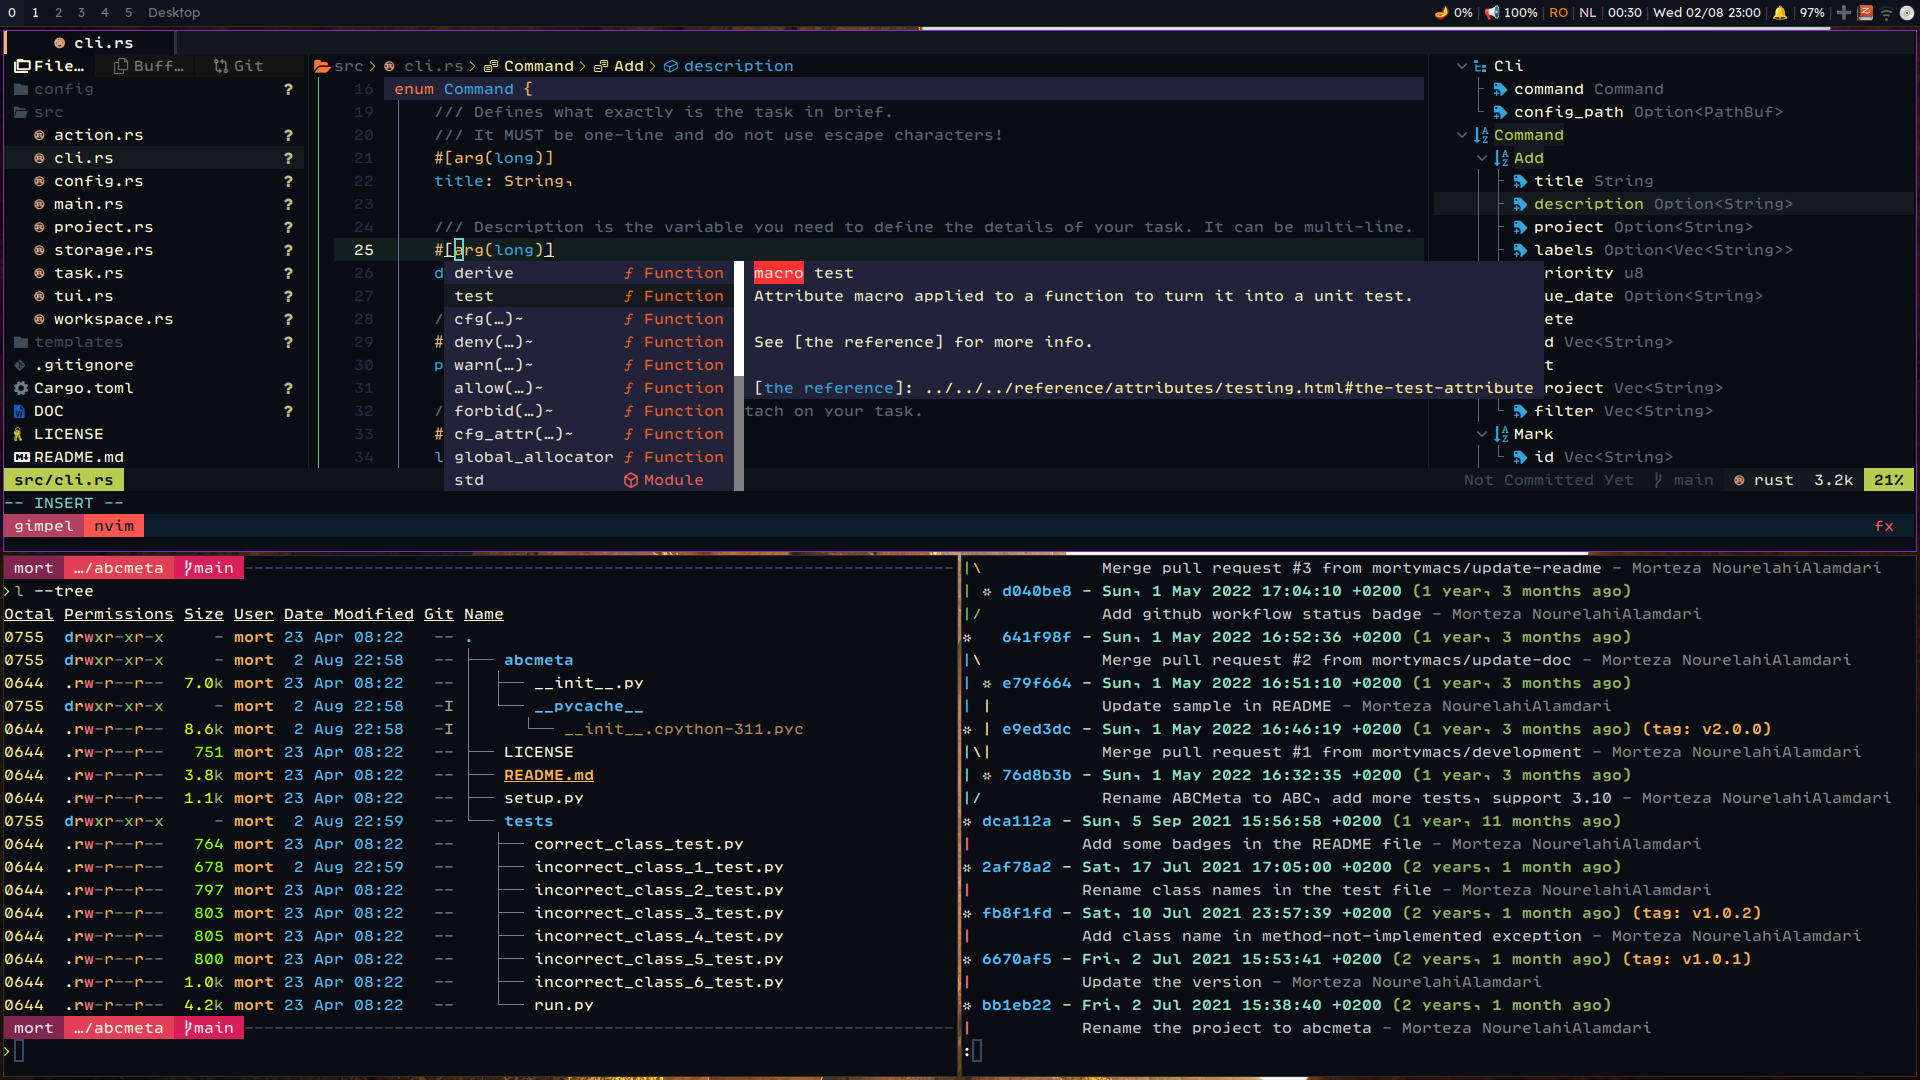 0 1 2 3 4 5 Desktop
0% 100% RO NL 00:30 Wed 02/08 23:00 97%
cli.rs
File… Buff… Git
config ?
src
action.rs ?
cli.rs ?
config.rs ?
main.rs ?
project.rs ?
storage.rs ?
task.rs ?
tui.rs ?
workspace.rs ?
templates ?
.gitignore
Cargo.toml ?
DOC ?
LICENSE
README.md
src > cli.rs > Command > Add > description
16 enum Command {
19 /// Defines what exactly is the task in brief.
20 /// It MUST be one-line and do not use escape characters!
21 #[arg(long)]
22 title: String,
23
24 /// Description is the variable you need to define the details of your task. It can be multi-line.
25 #[arg(long)]
26 d
27
28 /
29 #
30 p
31
32 / tach on your task.
33 #
34 l
derive ƒ Function
test ƒ Function
cfg(…)~ ƒ Function
deny(…)~ ƒ Function
warn(…)~ ƒ Function
allow(…)~ ƒ Function
forbid(…)~ ƒ Function
cfg_attr(…)~ ƒ Function
global_allocator ƒ Function
std Module
macro test
Attribute macro applied to a function to turn it into a unit test.
See [the reference] for more info.
[the reference]: ../../../reference/attributes/testing.html#the-test-attribute
Cli
command Command
config_path Option<PathBuf>
Command
Add
title String
description Option<String>
project Option<String>
labels Option<Vec<String>>
riority u8
ue_date Option<String>
ete
d Vec<String>
t
roject Vec<String>
filter Vec<String>
Mark
id Vec<String>
src/cli.rs Not Committed Yet main rust 3.2k 21%
-- INSERT --
gimpel nvim fx
mort …/abcmeta main
› l --tree
Octal Permissions Size User Date Modified Git Name
0755 drwxr-xr-x - mort 23 Apr 08:22 -- .
0755 drwxr-xr-x - mort 2 Aug 22:58 -- abcmeta
0644 .rw-r--r-- 7.0k mort 23 Apr 08:22 -- __init__.py
0755 drwxr-xr-x - mort 2 Aug 22:58 -I __pycache__
0644 .rw-r--r-- 8.6k mort 2 Aug 22:58 -I __init__.cpython-311.pyc
0644 .rw-r--r-- 751 mort 23 Apr 08:22 -- LICENSE
0644 .rw-r--r-- 3.8k mort 23 Apr 08:22 -- README.md
0644 .rw-r--r-- 1.1k mort 23 Apr 08:22 -- setup.py
0755 drwxr-xr-x - mort 2 Aug 22:59 -- tests
0644 .rw-r--r-- 764 mort 23 Apr 08:22 -- correct_class_test.py
0644 .rw-r--r-- 678 mort 2 Aug 22:59 -- incorrect_class_1_test.py
0644 .rw-r--r-- 797 mort 23 Apr 08:22 -- incorrect_class_2_test.py
0644 .rw-r--r-- 803 mort 23 Apr 08:22 -- incorrect_class_3_test.py
0644 .rw-r--r-- 805 mort 23 Apr 08:22 -- incorrect_class_4_test.py
0644 .rw-r--r-- 800 mort 23 Apr 08:22 -- incorrect_class_5_test.py
0644 .rw-r--r-- 1.0k mort 23 Apr 08:22 -- incorrect_class_6_test.py
0644 .rw-r--r-- 4.2k mort 23 Apr 08:22 -- run.py
mort …/abcmeta main
›
|\ Merge pull request #3 from mortymacs/update-readme - Morteza NourelahiAlamdari
| * d040be8 - Sun, 1 May 2022 17:04:10 +0200 (1 year, 3 months ago)
|/ Add github workflow status badge - Morteza NourelahiAlamdari
* 641f98f - Sun, 1 May 2022 16:52:36 +0200 (1 year, 3 months ago)
|\ Merge pull request #2 from mortymacs/update-doc - Morteza NourelahiAlamdari
| * e79f664 - Sun, 1 May 2022 16:51:10 +0200 (1 year, 3 months ago)
| | Update sample in README - Morteza NourelahiAlamdari
* | e9ed3dc - Sun, 1 May 2022 16:46:19 +0200 (1 year, 3 months ago) (tag: v2.0.0)
|\| Merge pull request #1 from mortymacs/development - Morteza NourelahiAlamdari
| * 76d8b3b - Sun, 1 May 2022 16:32:35 +0200 (1 year, 3 months ago)
|/ Rename ABCMeta to ABC, add more tests, support 3.10 - Morteza NourelahiAlamdari
* dca112a - Sun, 5 Sep 2021 15:56:58 +0200 (1 year, 11 months ago)
| Add some badges in the README file - Morteza NourelahiAlamdari
* 2af78a2 - Sat, 17 Jul 2021 17:05:00 +0200 (2 years, 1 month ago)
| Rename class names in the test file - Morteza NourelahiAlamdari
* fb8f1fd - Sat, 10 Jul 2021 23:57:39 +0200 (2 years, 1 month ago) (tag: v1.0.2)
| Add class name in method-not-implemented exception - Morteza NourelahiAlamdari
* 6670af5 - Fri, 2 Jul 2021 15:53:41 +0200 (2 years, 1 month ago) (tag: v1.0.1)
| Update the version - Morteza NourelahiAlamdari
* bb1eb22 - Fri, 2 Jul 2021 15:38:40 +0200 (2 years, 1 month ago)
| Rename the project to abcmeta - Morteza NourelahiAlamdari
: